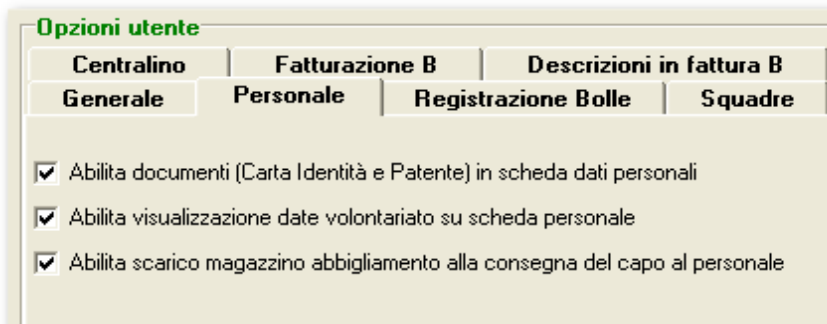 Opzioni utente
Centralino Fatturazione B Descrizioni in fattura B
Generale Personale Registrazione Bolle Squadre
Abilita documenti (Carta Identità e Patente) in scheda dati personali
Abilita visualizzazione date volontariato su scheda personale
Abilita scarico magazzino abbigliamento alla consegna del capo al personale